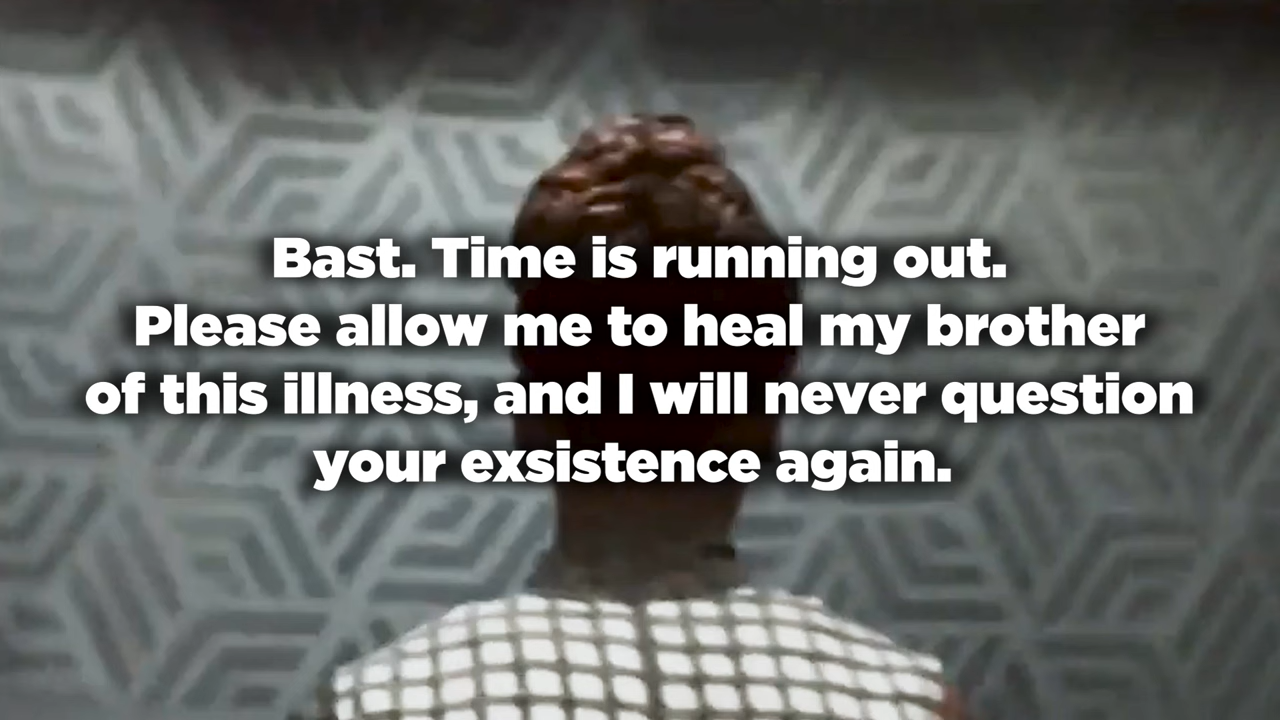 Bast. Time is running out.
Please allow me to heal my brother
of this illness, and I will never question
your exsistence again.